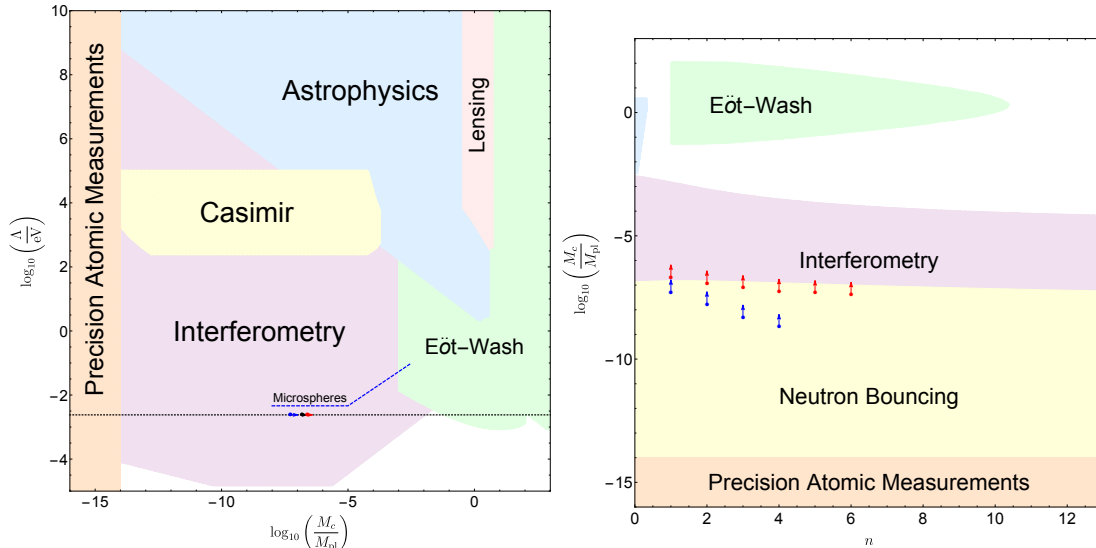 10
8
6
4
2
0
−2
−4
−15
−10
−5
0
log10 (Λ/eV)
log10 (Mc/Mpl)
Precision Atomic Measurements
Astrophysics
Lensing
Casimir
Interferometry
Eöt−Wash
Microspheres
0
−5
−10
−15
0
2
4
6
8
10
12
log10 (Mc/Mpl)
n
Eöt−Wash
Interferometry
Neutron Bouncing
Precision Atomic Measurements